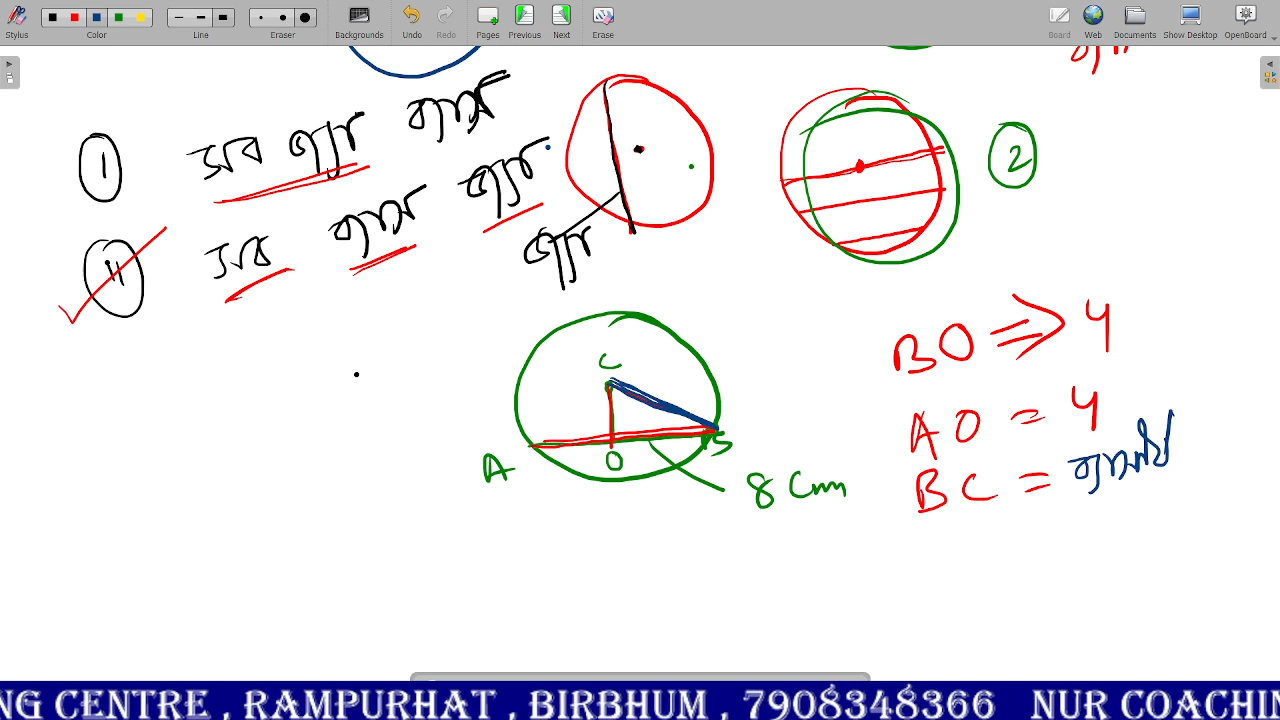 Stylus Color Line Eraser Backgrounds Undo Redo Pages Previous Next Erase Board Web Documents Show Desktop OpenBoard
① সব জ্যা ব্যাস
② 
ii সব ব্যাস জ্যা
জ্যা
C
A O B
8 Cm
BO ⇒ 4
AO = 4
BC = ব্যাসার্ধ
NG CENTRE , RAMPURHAT , BIRBHUM , 7908348366 NUR COACHIN